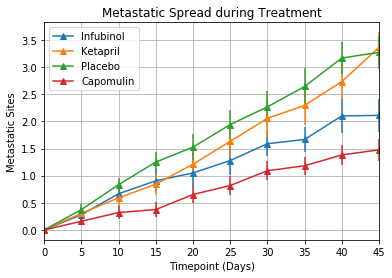 Metastatic Spread during Treatment
Infubinol
Ketapril
Placebo
Capomulin
Metastatic Sites
3.5
3.0
2.5
2.0
1.5
1.0
0.5
0.0
0 5 10 15 20 25 30 35 40 45
Timepoint (Days)